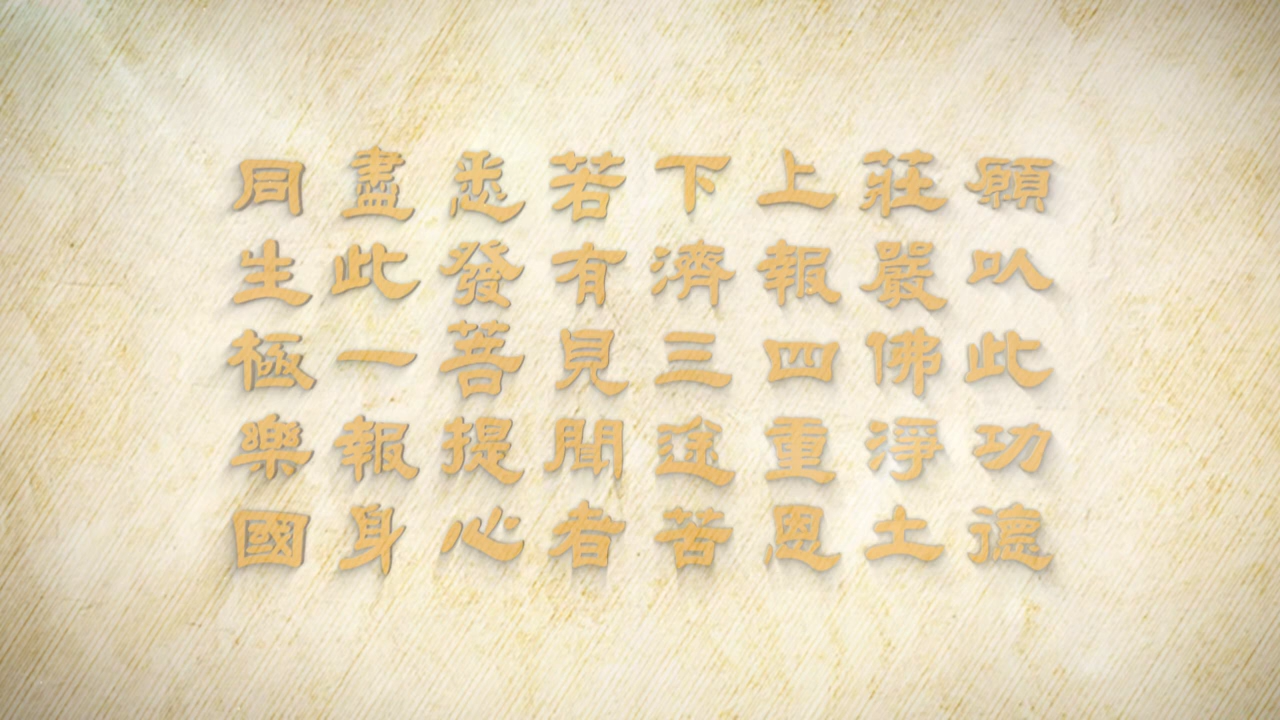 願以此功德
莊嚴佛淨土
上報四重恩
下濟三途苦
若有見聞者
悉發菩提心
盡此一報身
同生極樂國